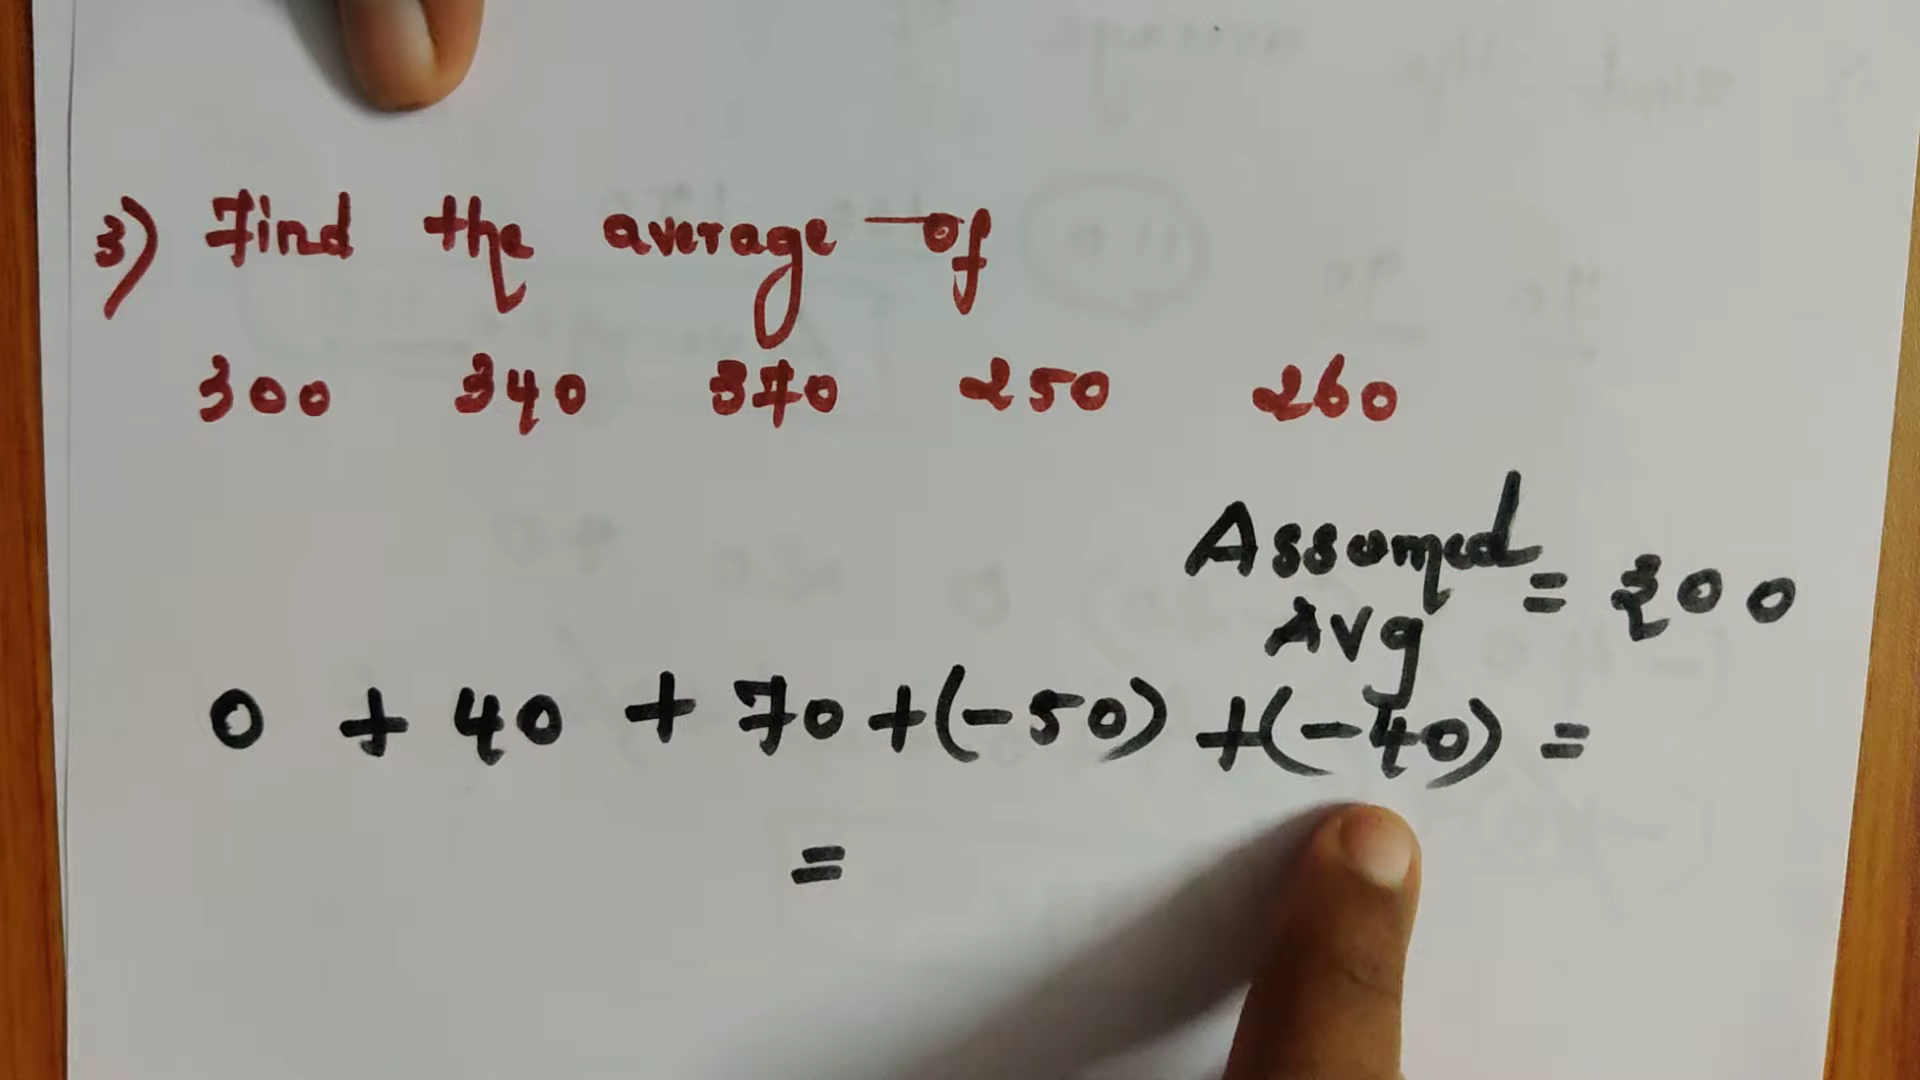 3) Find the average of
300 340 370 250 260
Assumed
Avg = 300
0 + 40 + 70 + (-50) + (-40) =
=